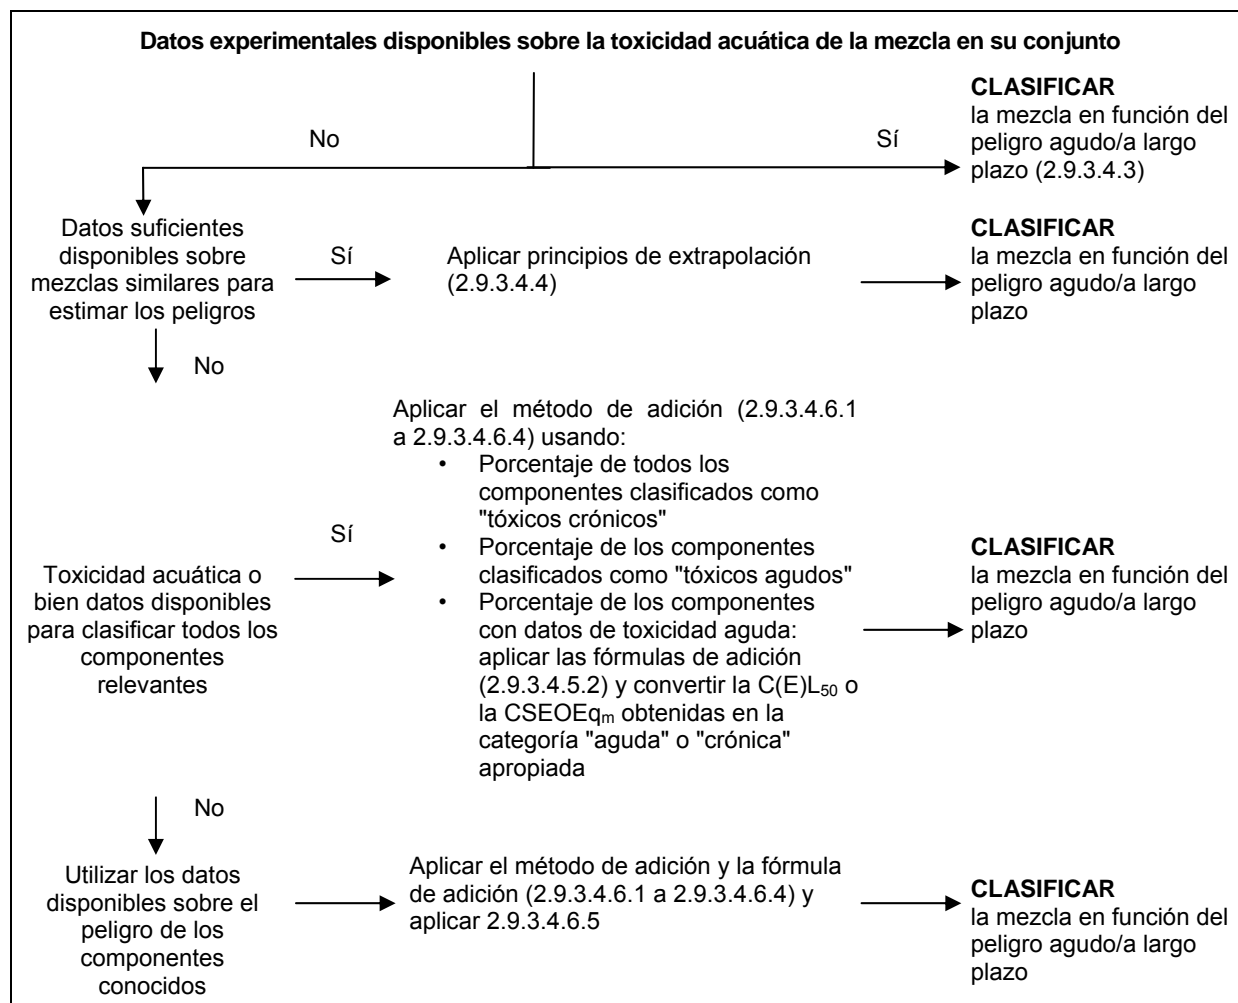 Datos experimentales disponibles sobre la toxicidad acuática de la mezcla en su conjunto
No
Sí
CLASIFICAR
la mezcla en función del
peligro agudo/a largo
plazo (2.9.3.4.3)
Datos suficientes
disponibles sobre
mezclas similares para
estimar los peligros
Sí
Aplicar principios de extrapolación
(2.9.3.4.4)
CLASIFICAR
la mezcla en función del
peligro agudo/a largo
plazo
No
Toxicidad acuática o
bien datos disponibles
para clasificar todos los
componentes
relevantes
Sí
Aplicar el método de adición (2.9.3.4.6.1
a 2.9.3.4.6.4) usando:
• Porcentaje de todos los
componentes clasificados como
"tóxicos crónicos"
• Porcentaje de los componentes
clasificados como "tóxicos agudos"
• Porcentaje de los componentes
con datos de toxicidad aguda:
aplicar las fórmulas de adición
(2.9.3.4.5.2) y convertir la C(E)L50 o
la CSEOEqm obtenidas en la
categoría "aguda" o "crónica"
apropiada
CLASIFICAR
la mezcla en función del
peligro agudo/a largo
plazo
No
Utilizar los datos
disponibles sobre el
peligro de los
componentes
conocidos
Aplicar el método de adición y la fórmula
de adición (2.9.3.4.6.1 a 2.9.3.4.6.4) y
aplicar 2.9.3.4.6.5
CLASIFICAR
la mezcla en función del
peligro agudo/a largo
plazo